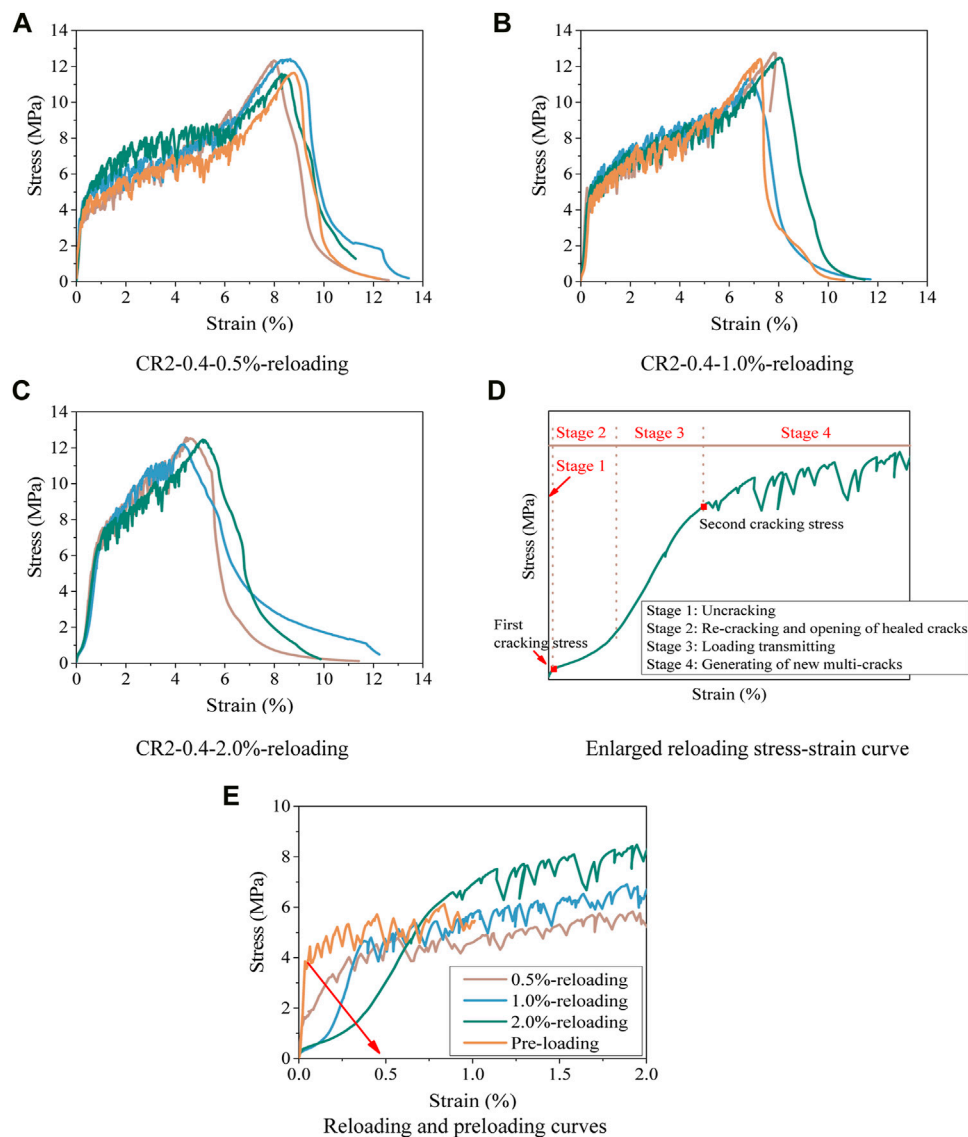 A
14
12
10
8
6
4
2
0
Stress (MPa)
0 2 4 6 8 10 12 14
Strain (%)
CR2-0.4-0.5%-reloading
B
14
12
10
8
6
4
2
0
Stress (MPa)
0 2 4 6 8 10 12 14
Strain (%)
CR2-0.4-1.0%-reloading
C
14
12
10
8
6
4
2
0
Stress (MPa)
0 2 4 6 8 10 12 14
Strain (%)
CR2-0.4-2.0%-reloading
D
Stage 2 Stage 3 Stage 4
Stage 1
Second cracking stress
Stress (MPa)
First
cracking stress
Stage 1: Uncracking
Stage 2: Re-cracking and opening of healed cracks
Stage 3: Loading transmitting
Stage 4: Generating of new multi-cracks
Strain (%)
Enlarged reloading stress-strain curve
E
10
8
6
4
2
0
Stress (MPa)
0.5%-reloading
1.0%-reloading
2.0%-reloading
Pre-loading
0.0 0.5 1.0 1.5 2.0
Strain (%)
Reloading and preloading curves